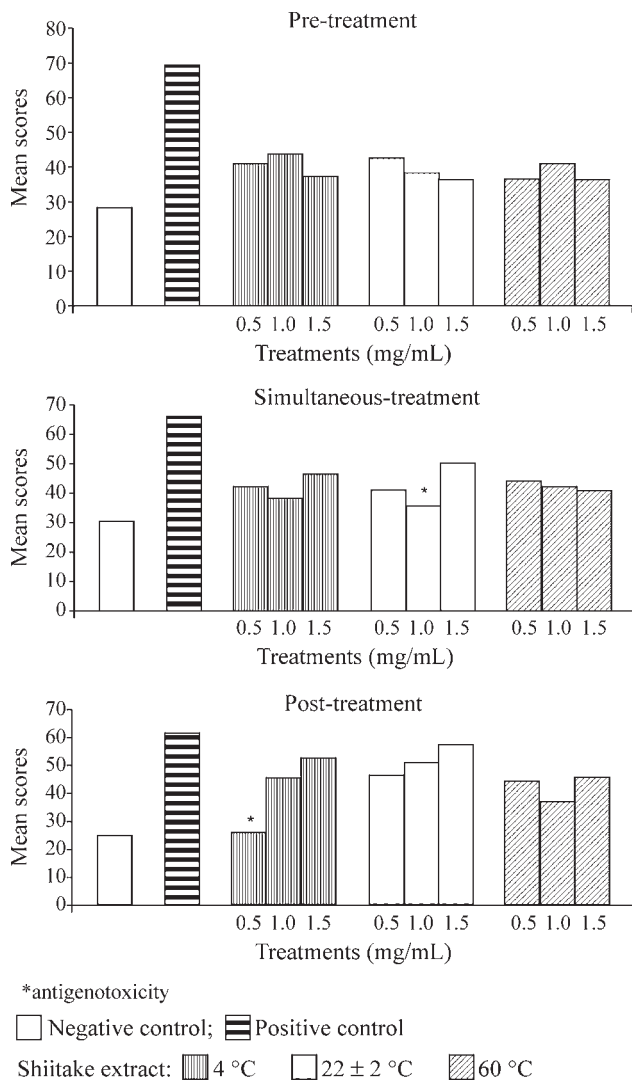 Pre-treatment
80
70
60
50
40
30
20
10
0
Mean scores
0.5 1.0 1.5 0.5 1.0 1.5 0.5 1.0 1.5
Treatments (mg/mL)
Simultaneous-treatment
70
60
50
40
30
20
10
0
Mean scores
*
0.5 1.0 1.5 0.5 1.0 1.5 0.5 1.0 1.5
Treatments (mg/mL)
Post-treatment
70
60
50
40
30
20
10
0
Mean scores
*
0.5 1.0 1.5 0.5 1.0 1.5 0.5 1.0 1.5
Treatments (mg/mL)
*antigenotoxicity
Negative control; Positive control
Shiitake extract: 4 °C 22 ± 2 °C 60 °C